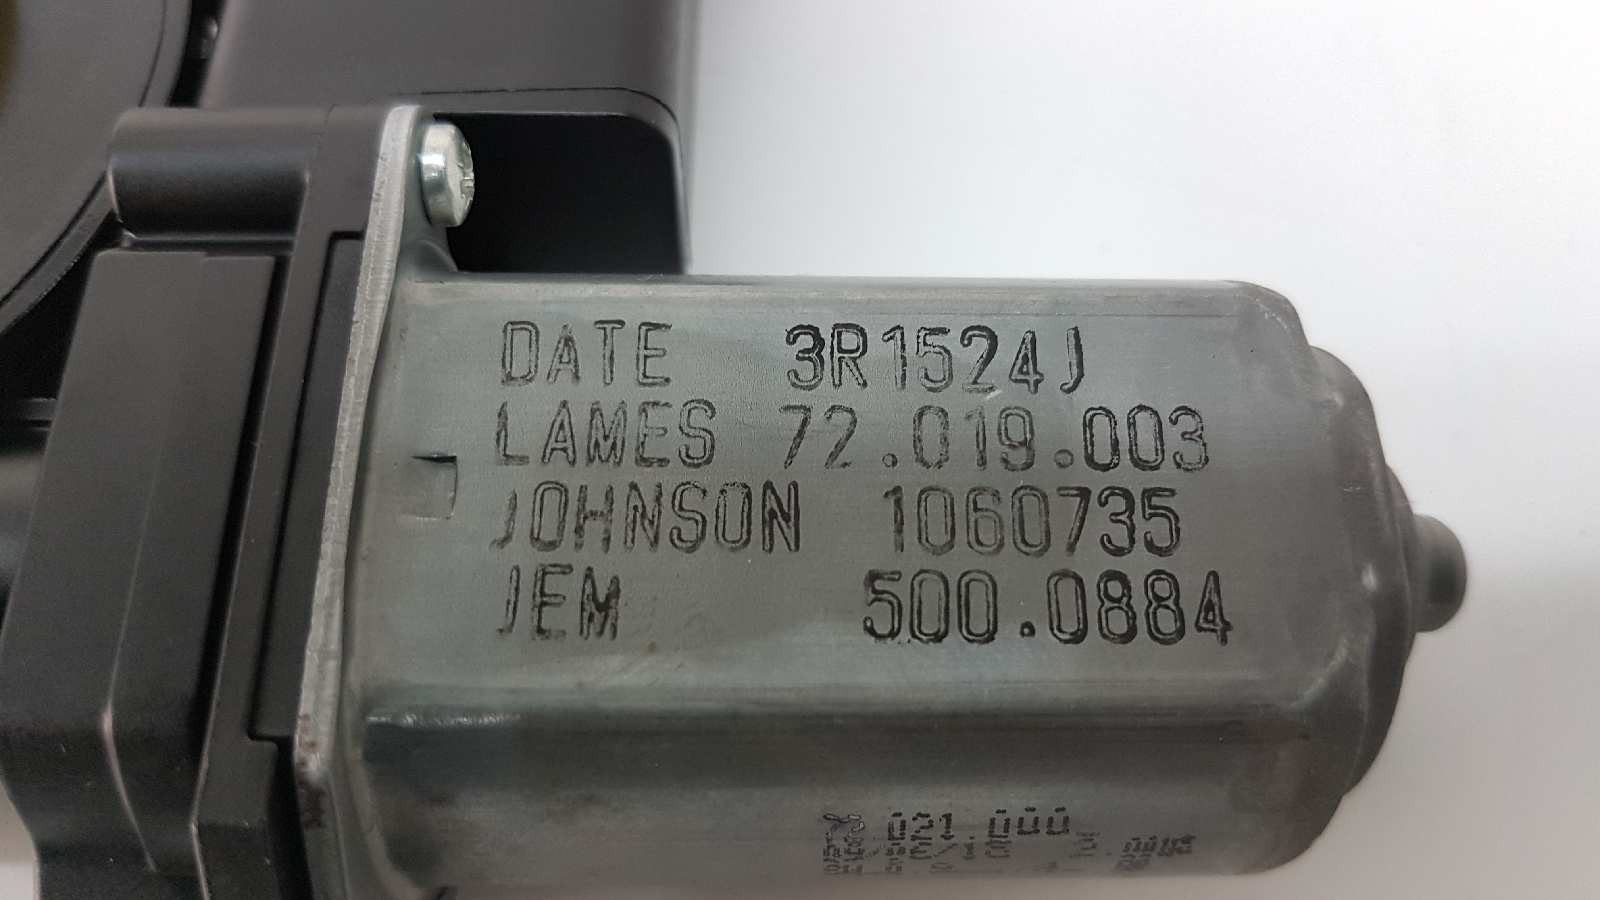 DATE 3R1524J
LAMES 72.019.003
JOHNSON 1060735
JEM 500.0884